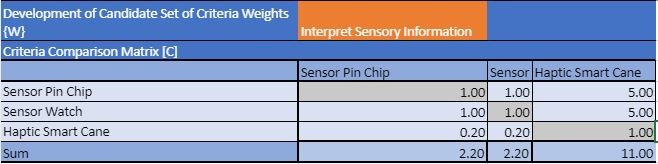 Development of Candidate Set of Criteria Weights
{W} Interpret Sensory Information
Criteria Comparison Matrix [C]
Sensor Pin Chip Sensor Haptic Smart Cane
Sensor Pin Chip 1.00 1.00 5.00
Sensor Watch 1.00 1.00 5.00
Haptic Smart Cane 0.20 0.20 1.00
Sum 2.20 2.20 11.00